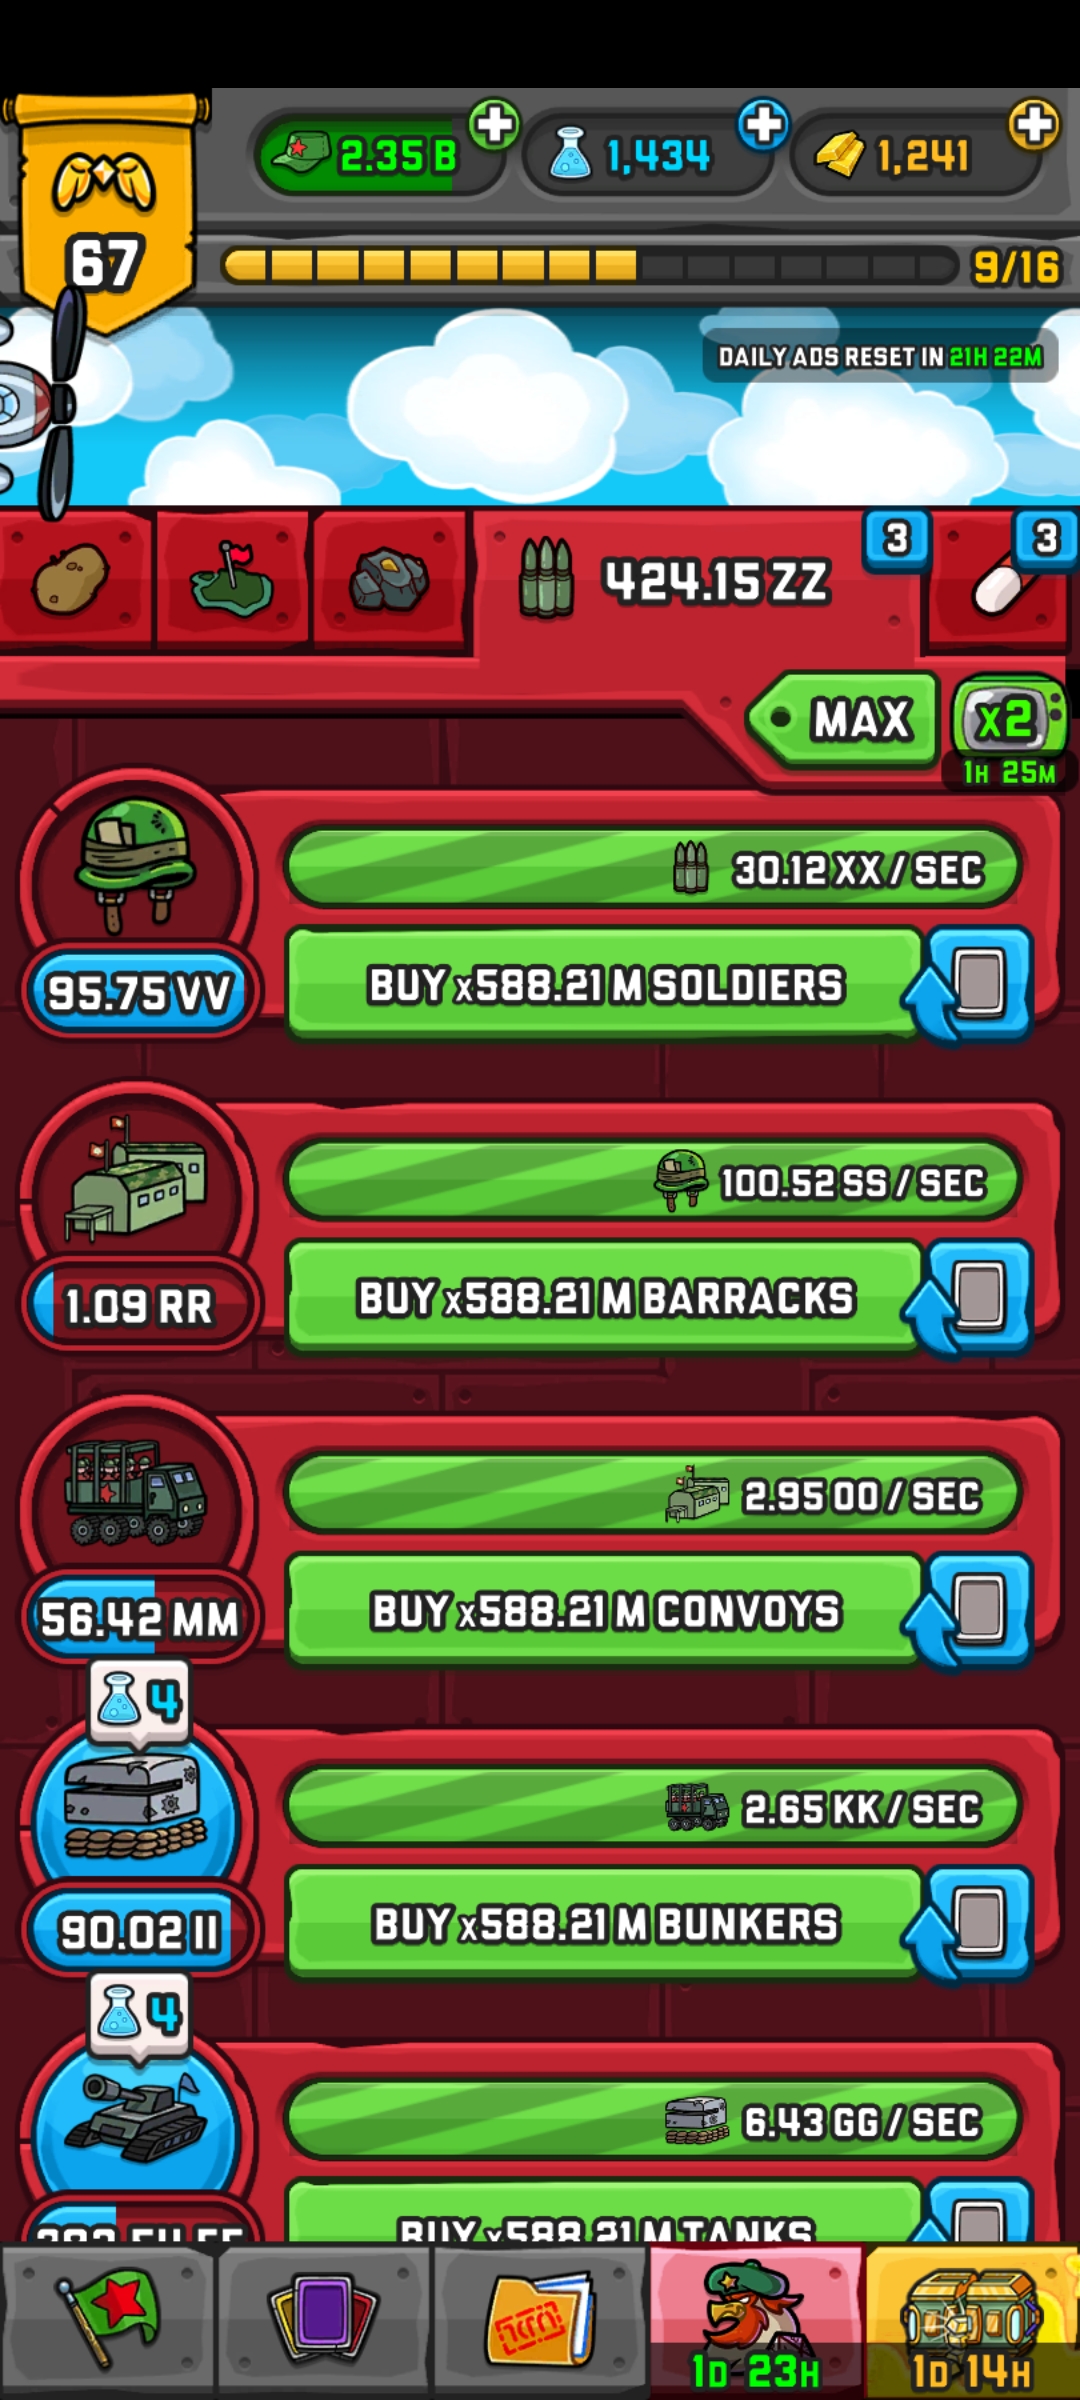 2.35 B
1,434
1,241
67
9/16
DAILY ADS RESET IN 21H 22M
424.15 ZZ
3
3
MAX
x2
1H 25M
30.12 XX / SEC
95.75 VV
BUY x588.21 M SOLDIERS
100.52 SS / SEC
1.09 RR
BUY x588.21 M BARRACKS
2.95 OO / SEC
56.42 MM
BUY x588.21 M CONVOYS
4
2.65 KK / SEC
90.02 II
BUY x588.21 M BUNKERS
4
6.43 GG / SEC
BUY x588.21 M TANKS
1D 23H
1D 14H